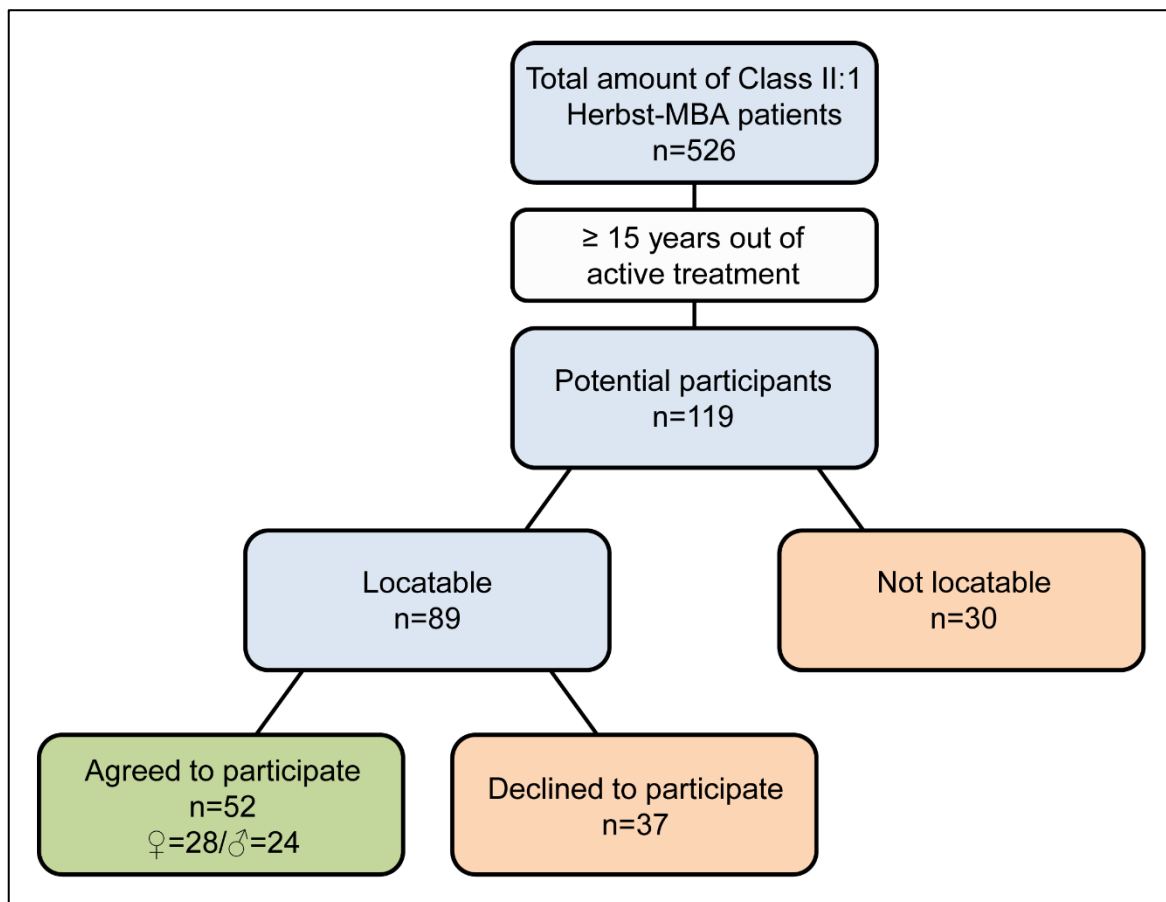 Total amount of Class II:1
Herbst-MBA patients
n=526
≥ 15 years out of
active treatment
Potential participants
n=119
Locatable
n=89
Not locatable
n=30
Agreed to participate
n=52
♀=28/♂=24
Declined to participate
n=37